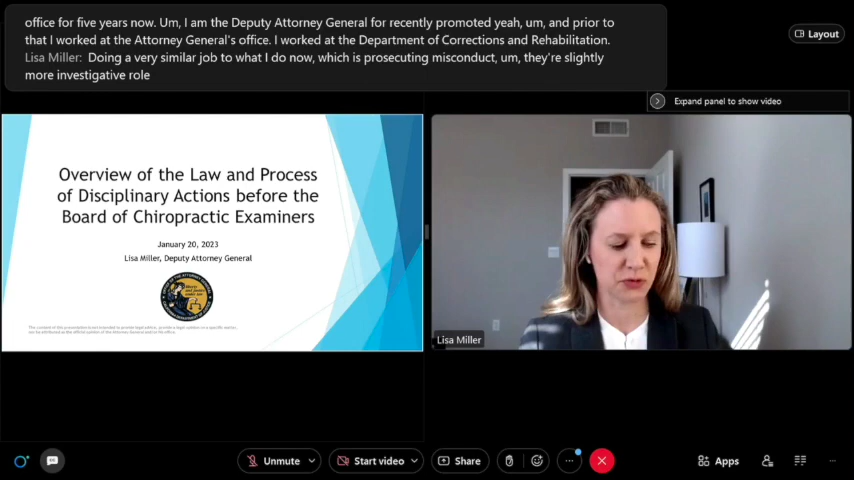 office for five years now. Um, I am the Deputy Attorney General for recently promoted yeah, um, and prior to
that I worked at the Attorney General's office. I worked at the Department of Corrections and Rehabilitation.
Lisa Miller: Doing a very similar job to what I do now, which is prosecuting misconduct, um, they're slightly
more investigative role
Layout
Expand panel to show video
Overview of the Law and Process
of Disciplinary Actions before the
Board of Chiropractic Examiners
January 20, 2023
Lisa Miller, Deputy Attorney General
Lisa Miller
Unmute
Start video
Share
Apps